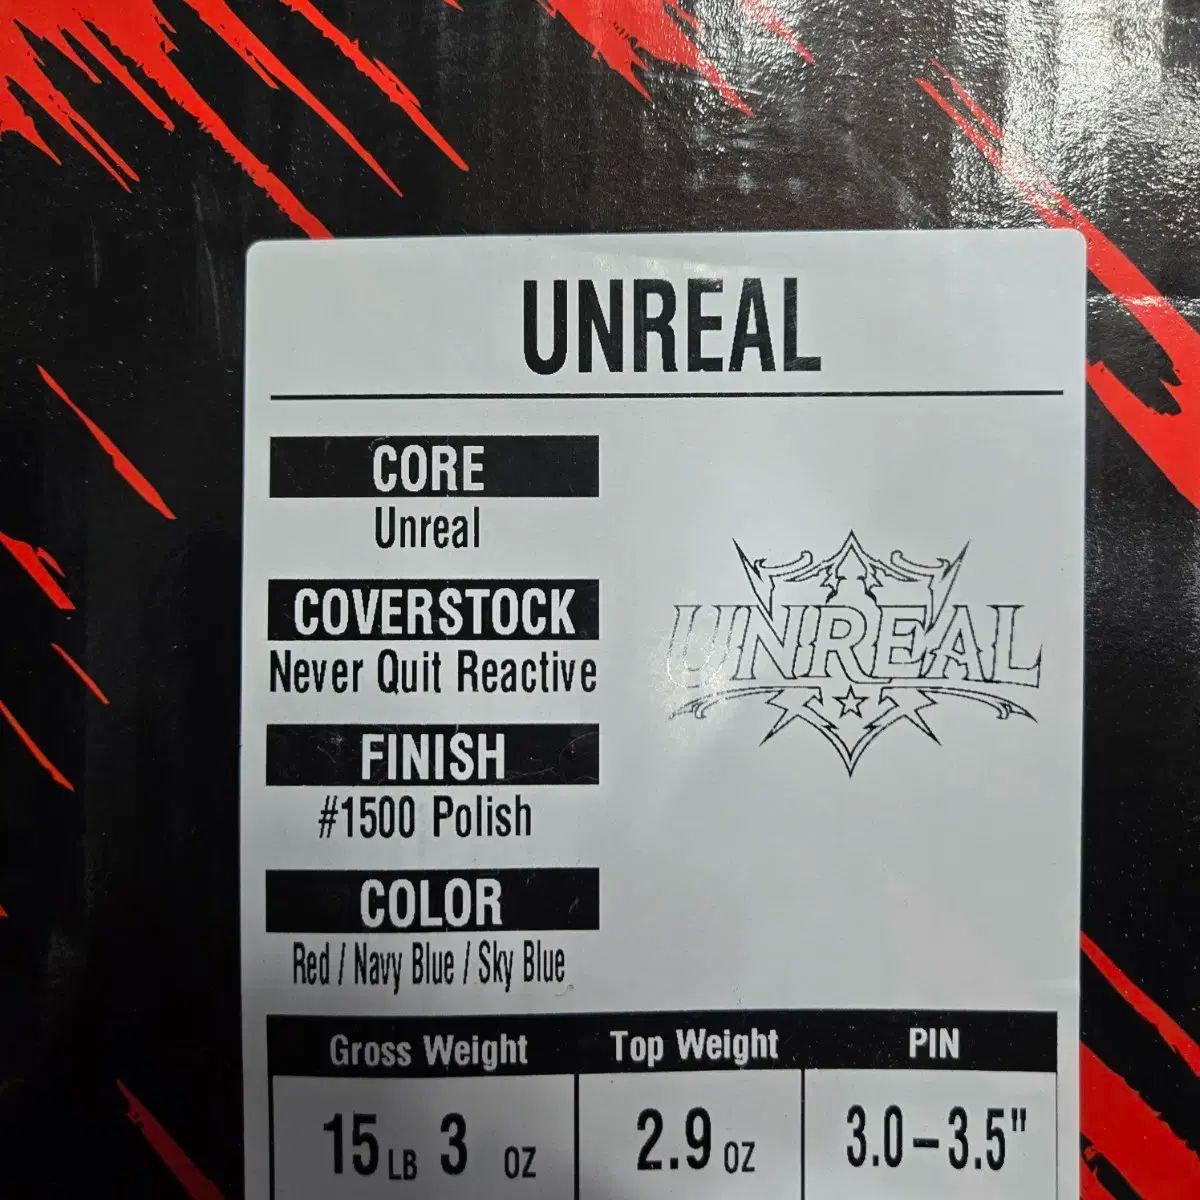 UNREAL
CORE
Unreal
COVERSTOCK
Never Quit Reactive
FINISH
#1500 Polish
COLOR
Red / Navy Blue / Sky Blue
UNREAL
Gross Weight Top Weight PIN
15 LB 3 OZ 2.9 OZ 3.0-3.5"